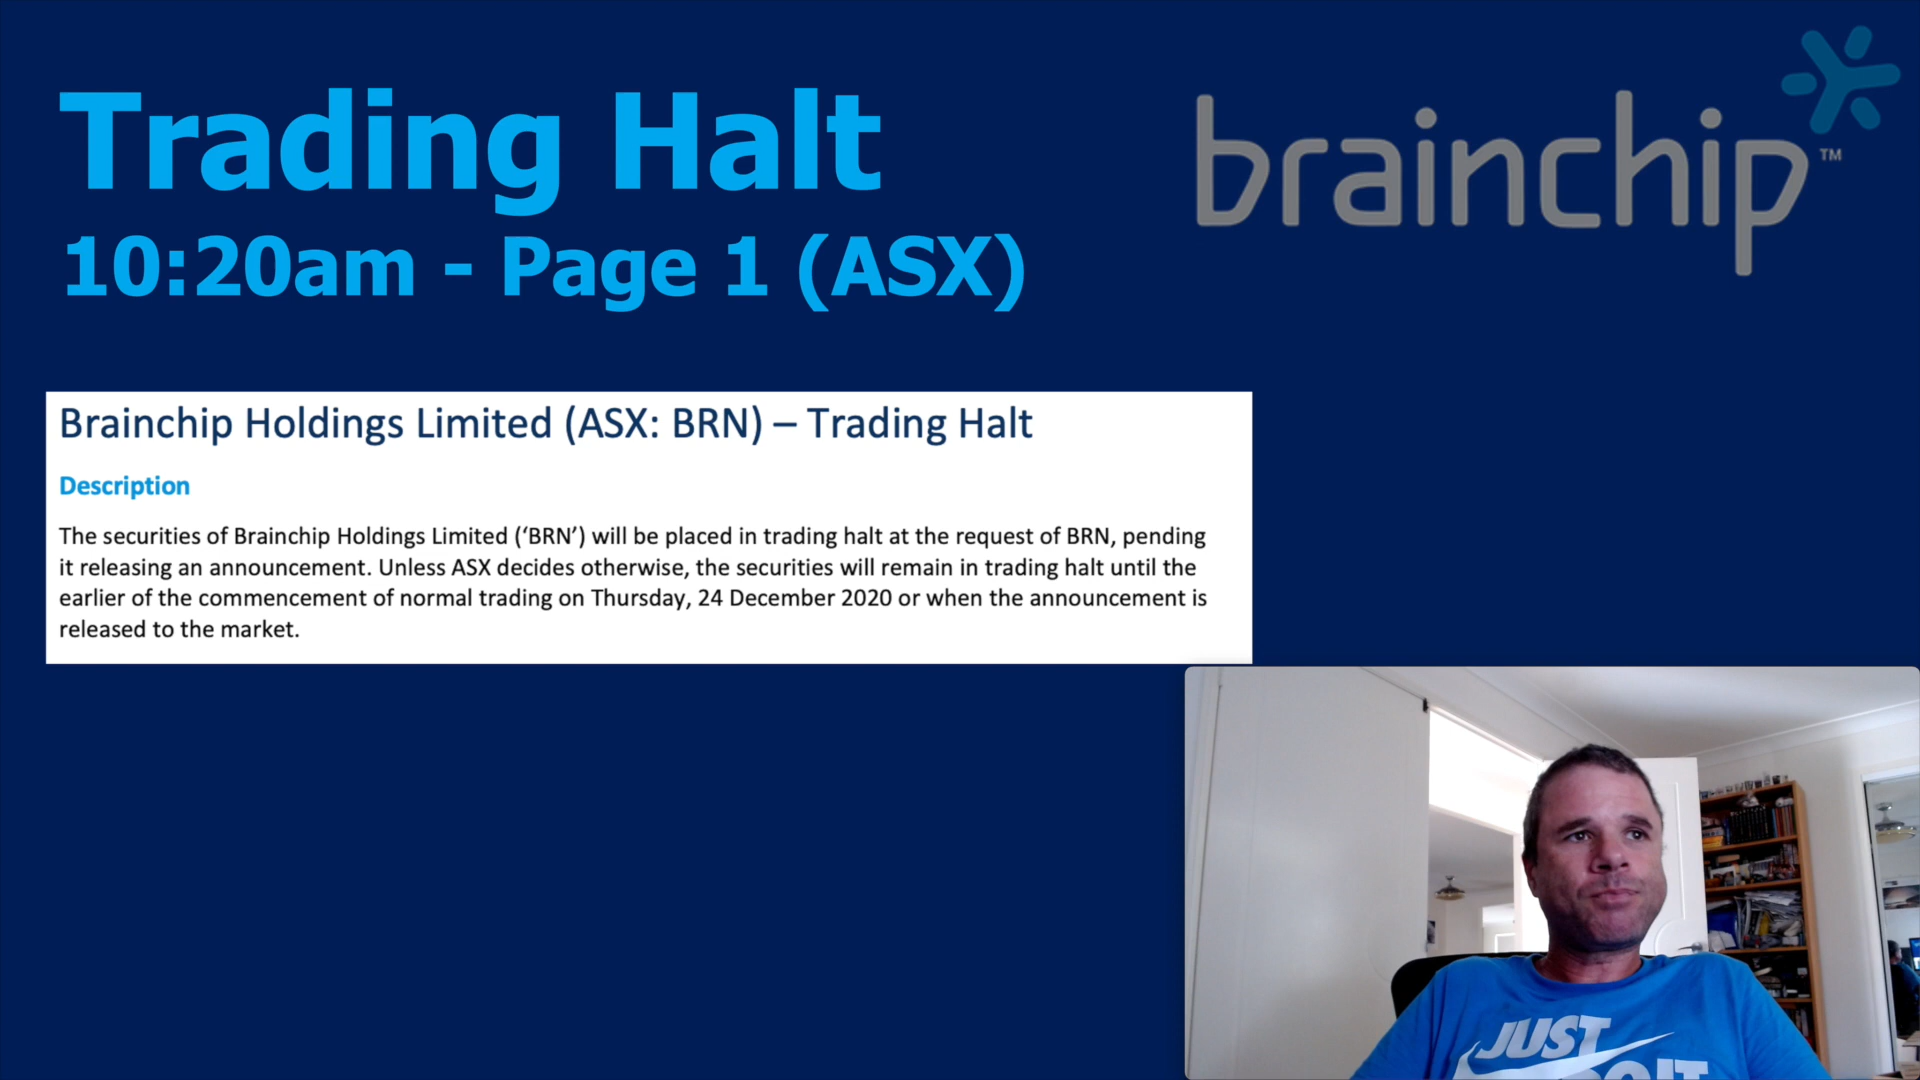 Trading Halt
10:20am - Page 1 (ASX)
brainchip™
Brainchip Holdings Limited (ASX: BRN) – Trading Halt
Description
The securities of Brainchip Holdings Limited (‘BRN’) will be placed in trading halt at the request of BRN, pending
it releasing an announcement. Unless ASX decides otherwise, the securities will remain in trading halt until the
earlier of the commencement of normal trading on Thursday, 24 December 2020 or when the announcement is
released to the market.
JUST